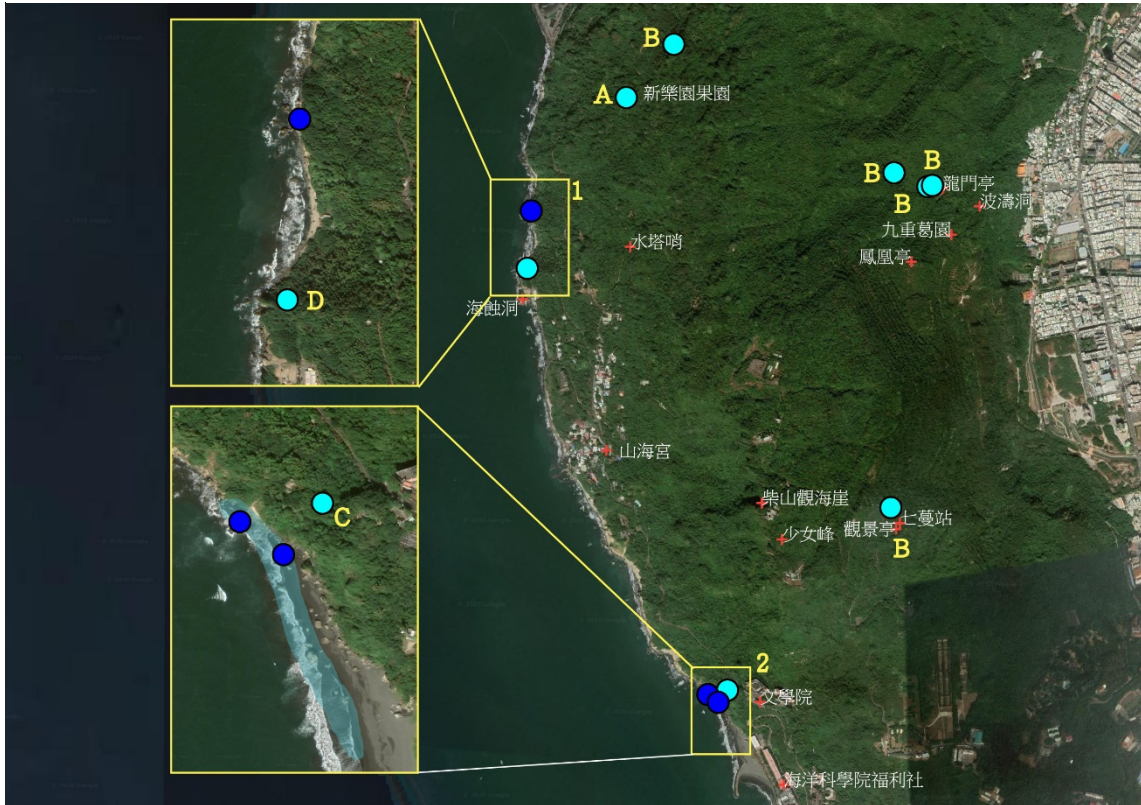 B
A
新樂園果園
B
B
B
龍門亭
波濤洞
1
九重葛園
水塔哨
鳳凰亭
D
海蝕洞
山海宮
柴山觀海崖
C
七蔓站
觀景亭
少女峰
B
2
文學院
海洋科學院福利社